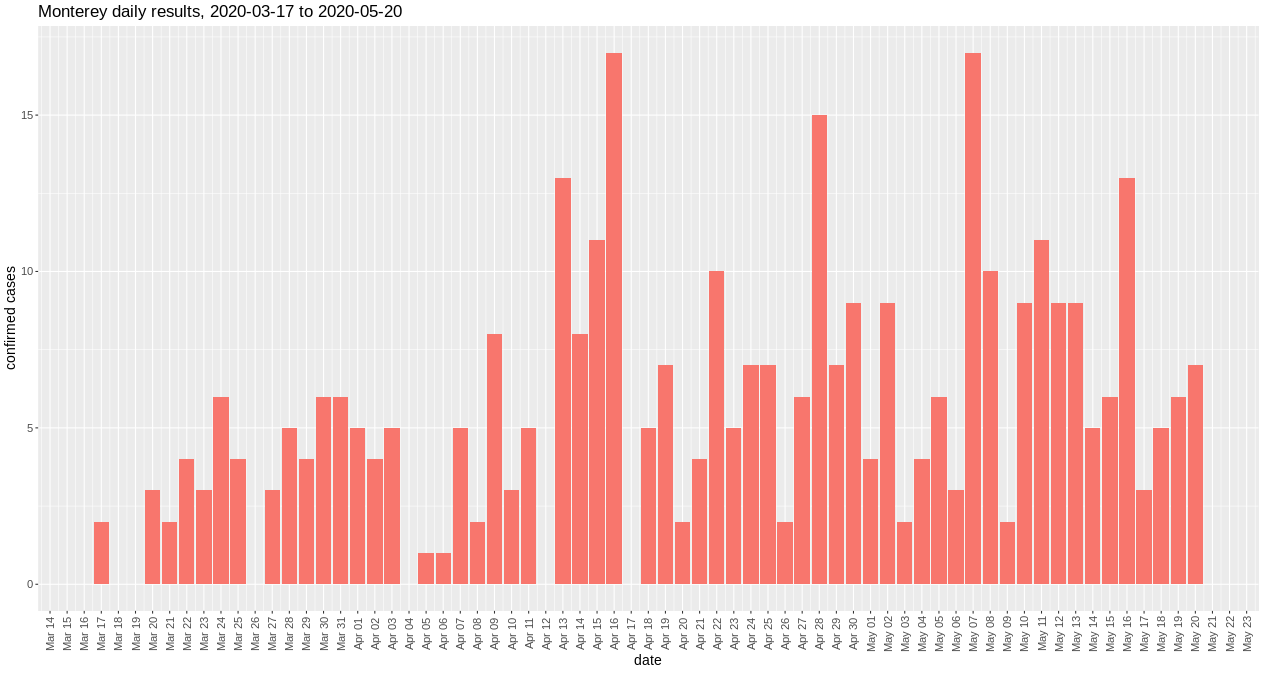 Monterey daily results, 2020-03-17 to 2020-05-20
confirmed cases
15
10
5
0
Mar 14
Mar 15
Mar 16
Mar 17
Mar 18
Mar 19
Mar 20
Mar 21
Mar 22
Mar 23
Mar 24
Mar 25
Mar 26
Mar 27
Mar 28
Mar 29
Mar 30
Mar 31
Apr 01
Apr 02
Apr 03
Apr 04
Apr 05
Apr 06
Apr 07
Apr 08
Apr 09
Apr 10
Apr 11
Apr 12
Apr 13
Apr 14
Apr 15
Apr 16
Apr 17
Apr 18
Apr 19
Apr 20
Apr 21
Apr 22
Apr 23
Apr 24
Apr 25
Apr 26
Apr 27
Apr 28
Apr 29
Apr 30
May 01
May 02
May 03
May 04
May 05
May 06
May 07
May 08
May 09
May 10
May 11
May 12
May 13
May 14
May 15
May 16
May 17
May 18
May 19
May 20
May 21
May 22
May 23
date